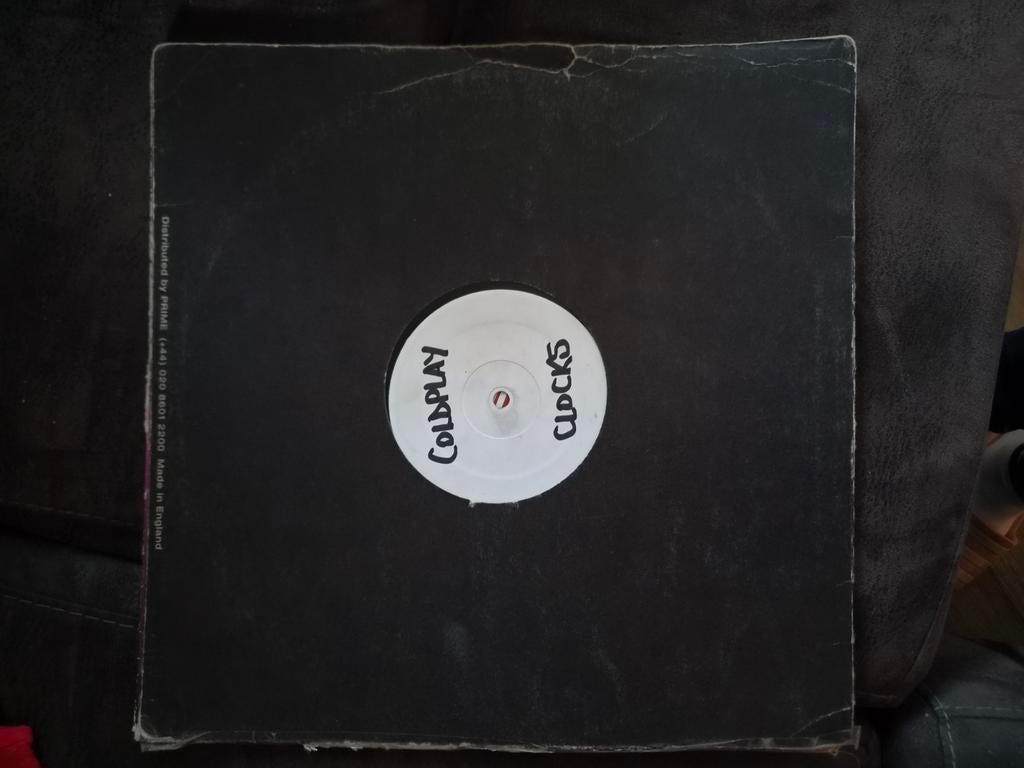 COLDPLAY
CLOCKS
Distributed by PRIME (+44) 020 8601 2200 Made in England